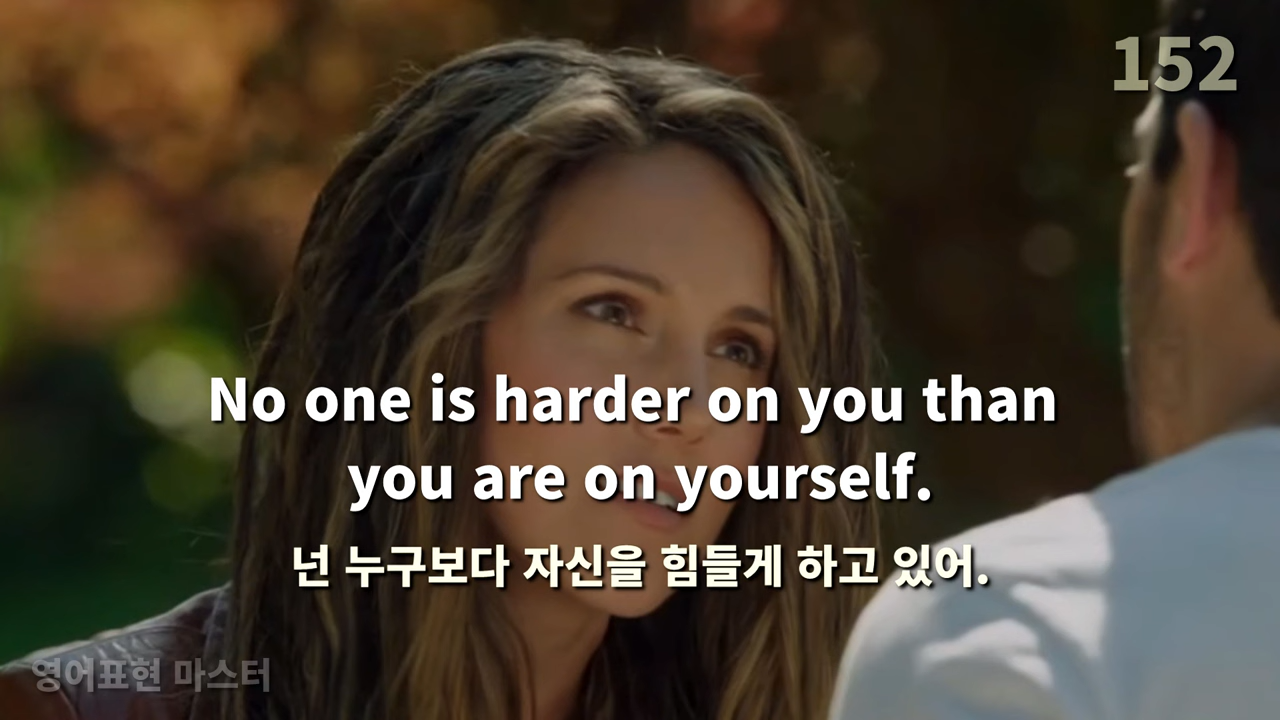 152
No one is harder on you than
you are on yourself.
넌 누구보다 자신을 힘들게 하고 있어.
영어표현 마스터